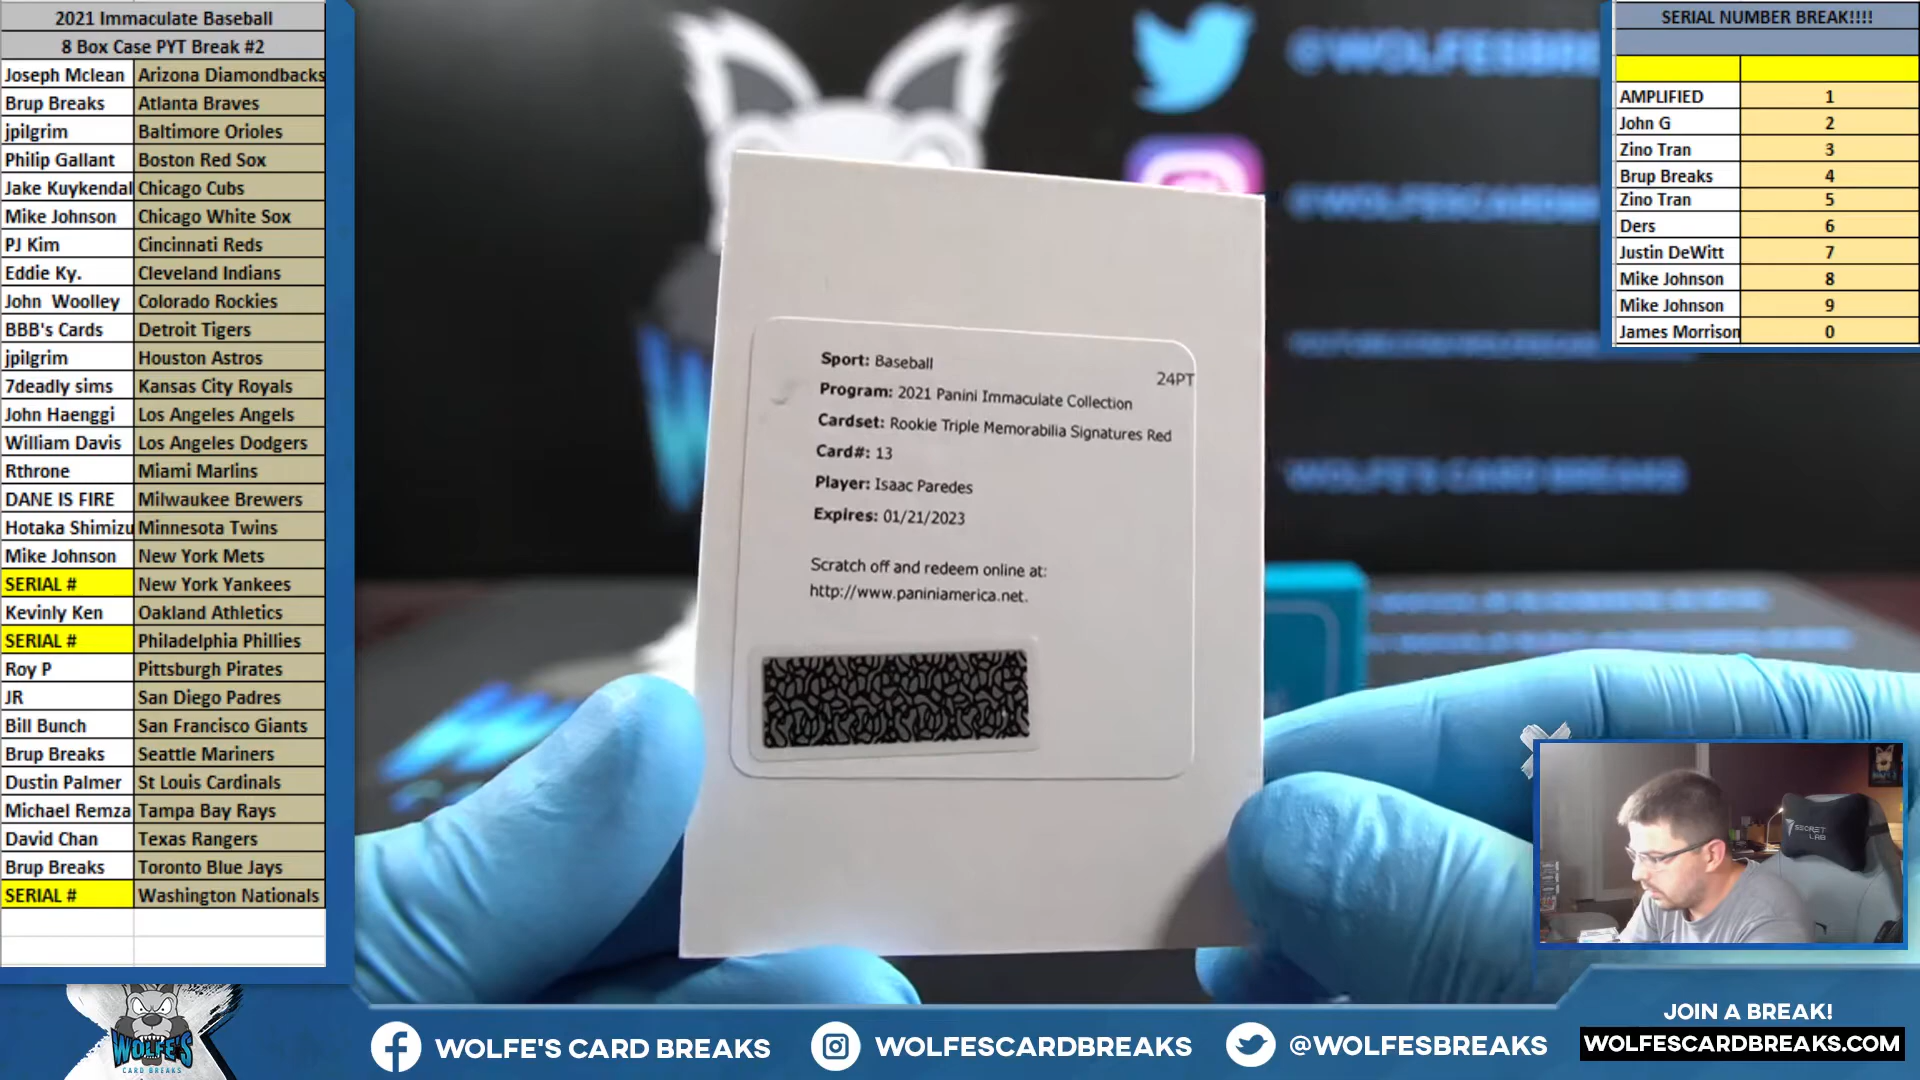 2021 Immaculate Baseball
8 Box Case PYT Break #2
Joseph Mclean Arizona Diamondbacks
Brup Breaks Atlanta Braves
jpilgrim Baltimore Orioles
Philip Gallant Boston Red Sox
Jake Kuykendal Chicago Cubs
Mike Johnson Chicago White Sox
PJ Kim Cincinnati Reds
Eddie Ky. Cleveland Indians
John Woolley Colorado Rockies
BBB's Cards Detroit Tigers
jpilgrim Houston Astros
7deadly sims Kansas City Royals
John Haenggi Los Angeles Angels
William Davis Los Angeles Dodgers
Rthrone Miami Marlins
DANE IS FIRE Milwaukee Brewers
Hotaka Shimizu Minnesota Twins
Mike Johnson New York Mets
SERIAL # New York Yankees
Kevinly Ken Oakland Athletics
SERIAL # Philadelphia Phillies
Roy P Pittsburgh Pirates
JR San Diego Padres
Bill Bunch San Francisco Giants
Brup Breaks Seattle Mariners
Dustin Palmer St Louis Cardinals
Michael Remza Tampa Bay Rays
David Chan Texas Rangers
Brup Breaks Toronto Blue Jays
SERIAL # Washington Nationals
@WOLFESBRE
@WOLFESCARDBREAKS
WOLFE'S CARD BREAKS
Sport: Baseball
24PT
Program: 2021 Panini Immaculate Collection
Cardset: Rookie Triple Memorabilia Signatures Red
Card#: 13
Player: Isaac Paredes
Expires: 01/21/2023
Scratch off and redeem online at:
http://www.paniniamerica.net.
SERIAL NUMBER BREAK!!!!
AMPLIFIED 1
John G 2
Zino Tran 3
Brup Breaks 4
Zino Tran 5
Ders 6
Justin DeWitt 7
Mike Johnson 8
Mike Johnson 9
James Morrison 0
SECRET
LAB
WOLFE'S
CARD BREAKS
WOLFE'S CARD BREAKS
WOLFESCARDBREAKS
@WOLFESBREAKS
JOIN A BREAK!
WOLFESCARDBREAKS.COM